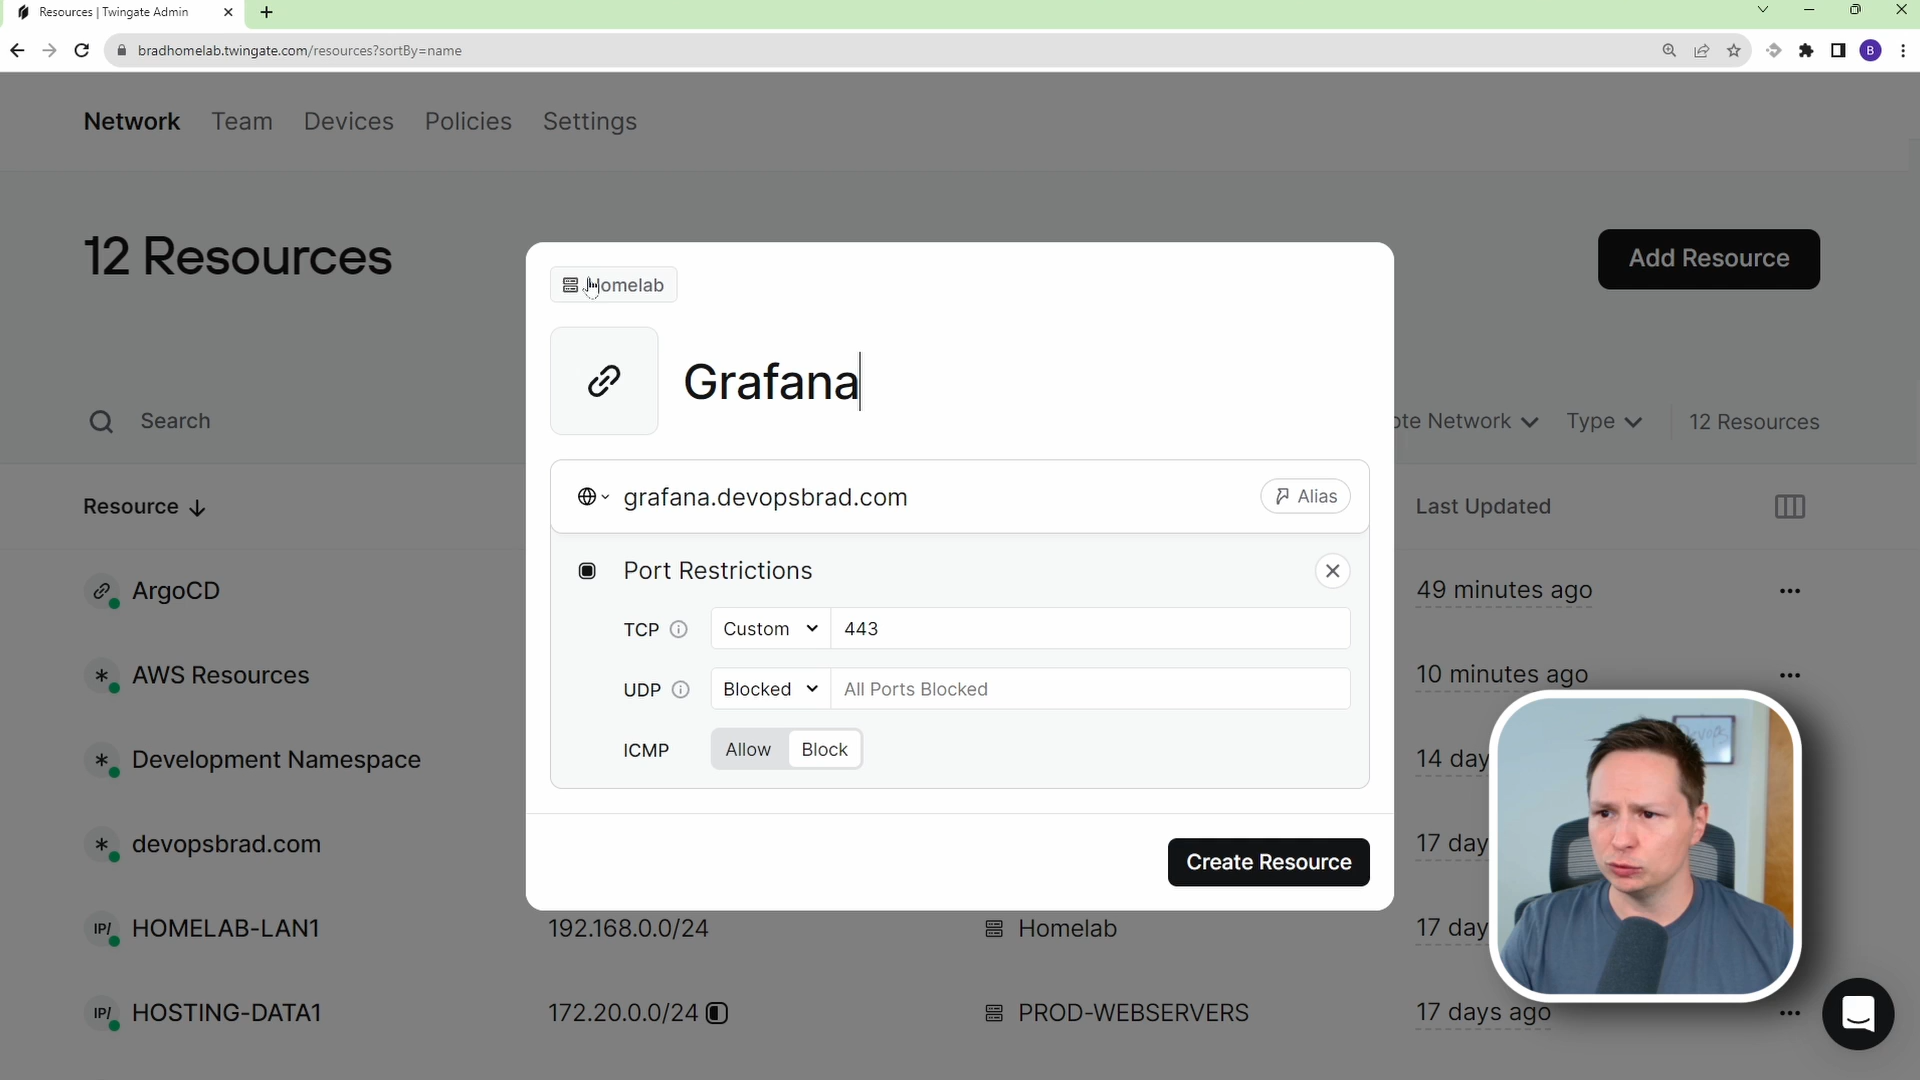 Resources | Twingate Admin
bradhomelab.twingate.com/resources?sortBy=name
B
Network Team Devices Policies Settings
12 Resources
Add Resource
Homelab
Grafana
Search
Network Type 12 Resources
grafana.devopsbrad.com
Alias
Resource
Last Updated
Port Restrictions
ArgoCD
49 minutes ago
TCP Custom 443
AWS Resources
10 minutes ago
UDP Blocked All Ports Blocked
ICMP Allow Block
Development Namespace
14 day
devopsbrad.com
17 day
Create Resource
IP/ HOMELAB-LAN1 192.168.0.0/24 Homelab 17 day
IP/ HOSTING-DATA1 172.20.0.0/24 PROD-WEBSERVERS 17 days ago